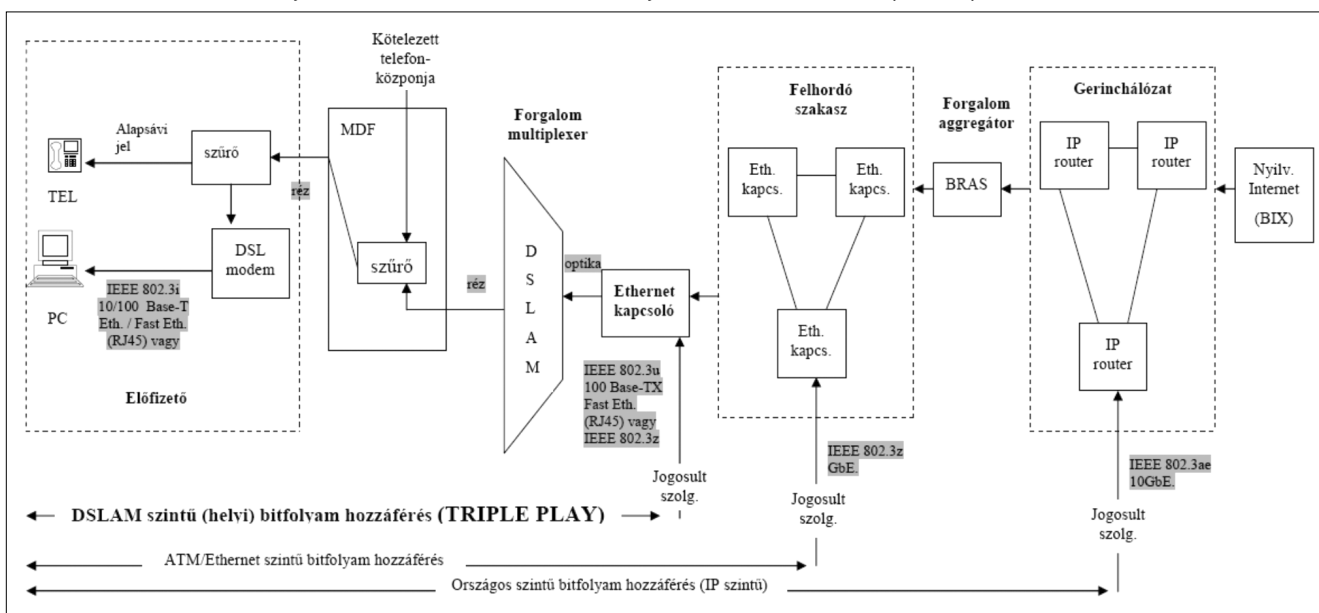 Kötelezett
telefon-
központja
Felhordó
szakasz
Gerinchálózat
Forgalom
aggregátor
Forgalom
multiplexer
MDF
Alapsávi
jel
szűrő
TEL
réz
IP
router
IP
router
Eth.
kapcs.
Eth.
kapcs.
BRAS
Nyilv.
Internet
(BIX)
DSL
modem
PC
IEEE 802.3i
10/100 Base-T
Eth. / Fast Eth.
(RJ45) vagy
Előfizető
szűrő
réz
D
S
L
A
M
optika
Ethernet
kapcsoló
Eth.
kapcs.
IP
router
IEEE 802.3u
100 Base-TX
Fast Eth.
(RJ45) vagy
IEEE 802.3z
IEEE 802.3z
GbE.
IEEE 802.3ae
10GbE.
Jogosult
szolg.
Jogosult
szolg.
Jogosult
szolg.
DSLAM szintű (helyi) bitfolyam hozzáférés (TRIPLE PLAY)
ATM/Ethernet szintű bitfolyam hozzáférés
Országos szintű bitfolyam hozzáférés (IP szintű)